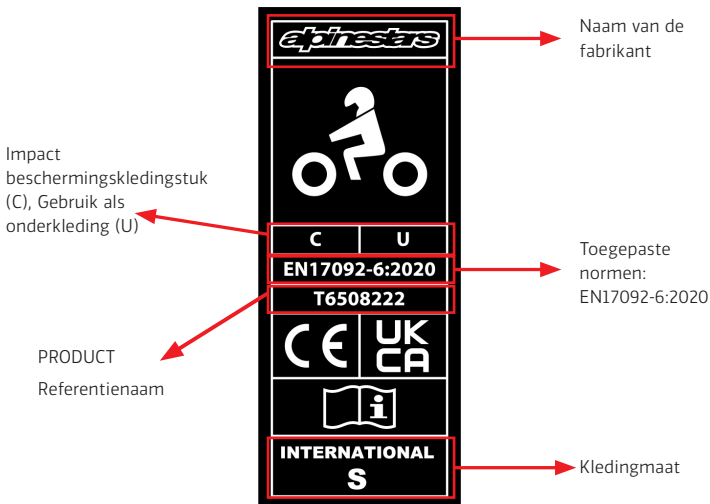 alpinestars
Naam van de
fabrikant
Impact
beschermingskledingstuk
(C), Gebruik als
onderkleding (U)
C U
EN17092-6:2020
Toegepaste
normen:
EN17092-6:2020
T6508222
PRODUCT
Referentienaam
CE UK
CA
i
INTERNATIONAL
S
Kledingmaat